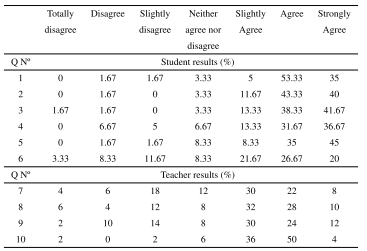 Totally Disagree Slightly Neither Slightly Agree Strongly
disagree disagree agree nor Agree Agree
disagree
Q Nº Student results (%)
1 0 1.67 1.67 3.33 5 53.33 35
2 0 1.67 0 3.33 11.67 43.33 40
3 1.67 1.67 0 3.33 13.33 38.33 41.67
4 0 6.67 5 6.67 13.33 31.67 36.67
5 0 1.67 1.67 8.33 8.33 35 45
6 3.33 8.33 11.67 8.33 21.67 26.67 20
Q Nº Teacher results (%)
7 4 6 18 12 30 22 8
8 6 4 12 8 32 28 10
9 2 10 14 8 30 24 12
10 2 0 2 6 36 50 4